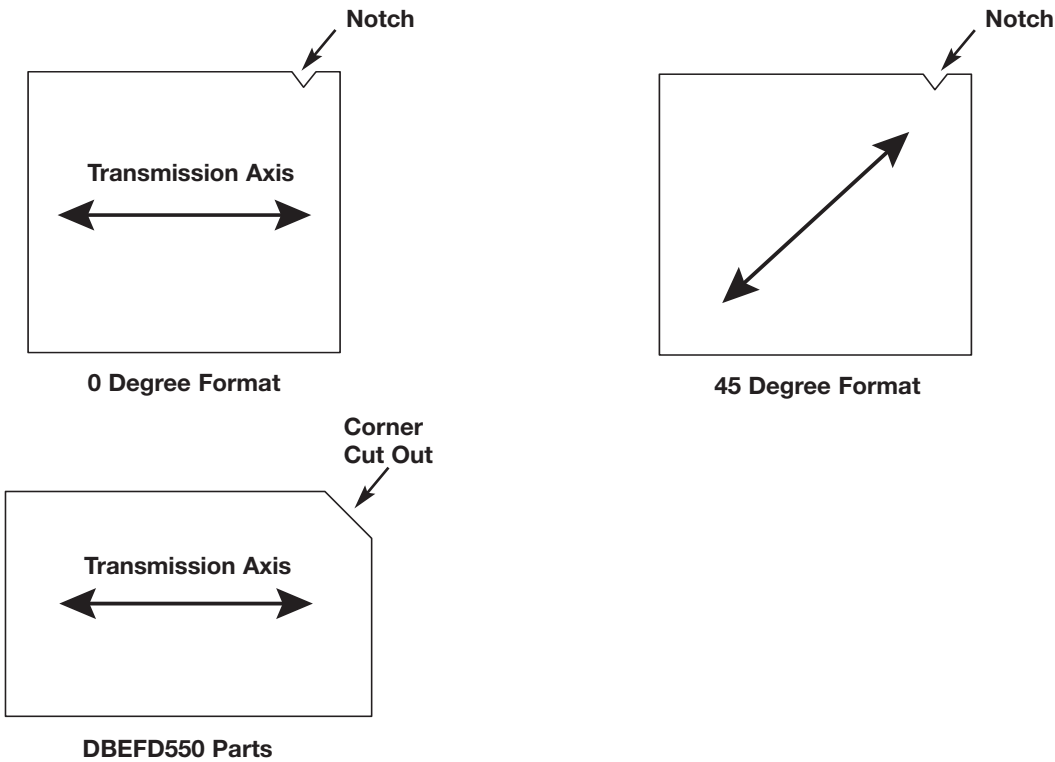 Notch
Transmission Axis
0 Degree Format
Notch
45 Degree Format
Corner
Cut Out
Transmission Axis
DBEFD550 Parts